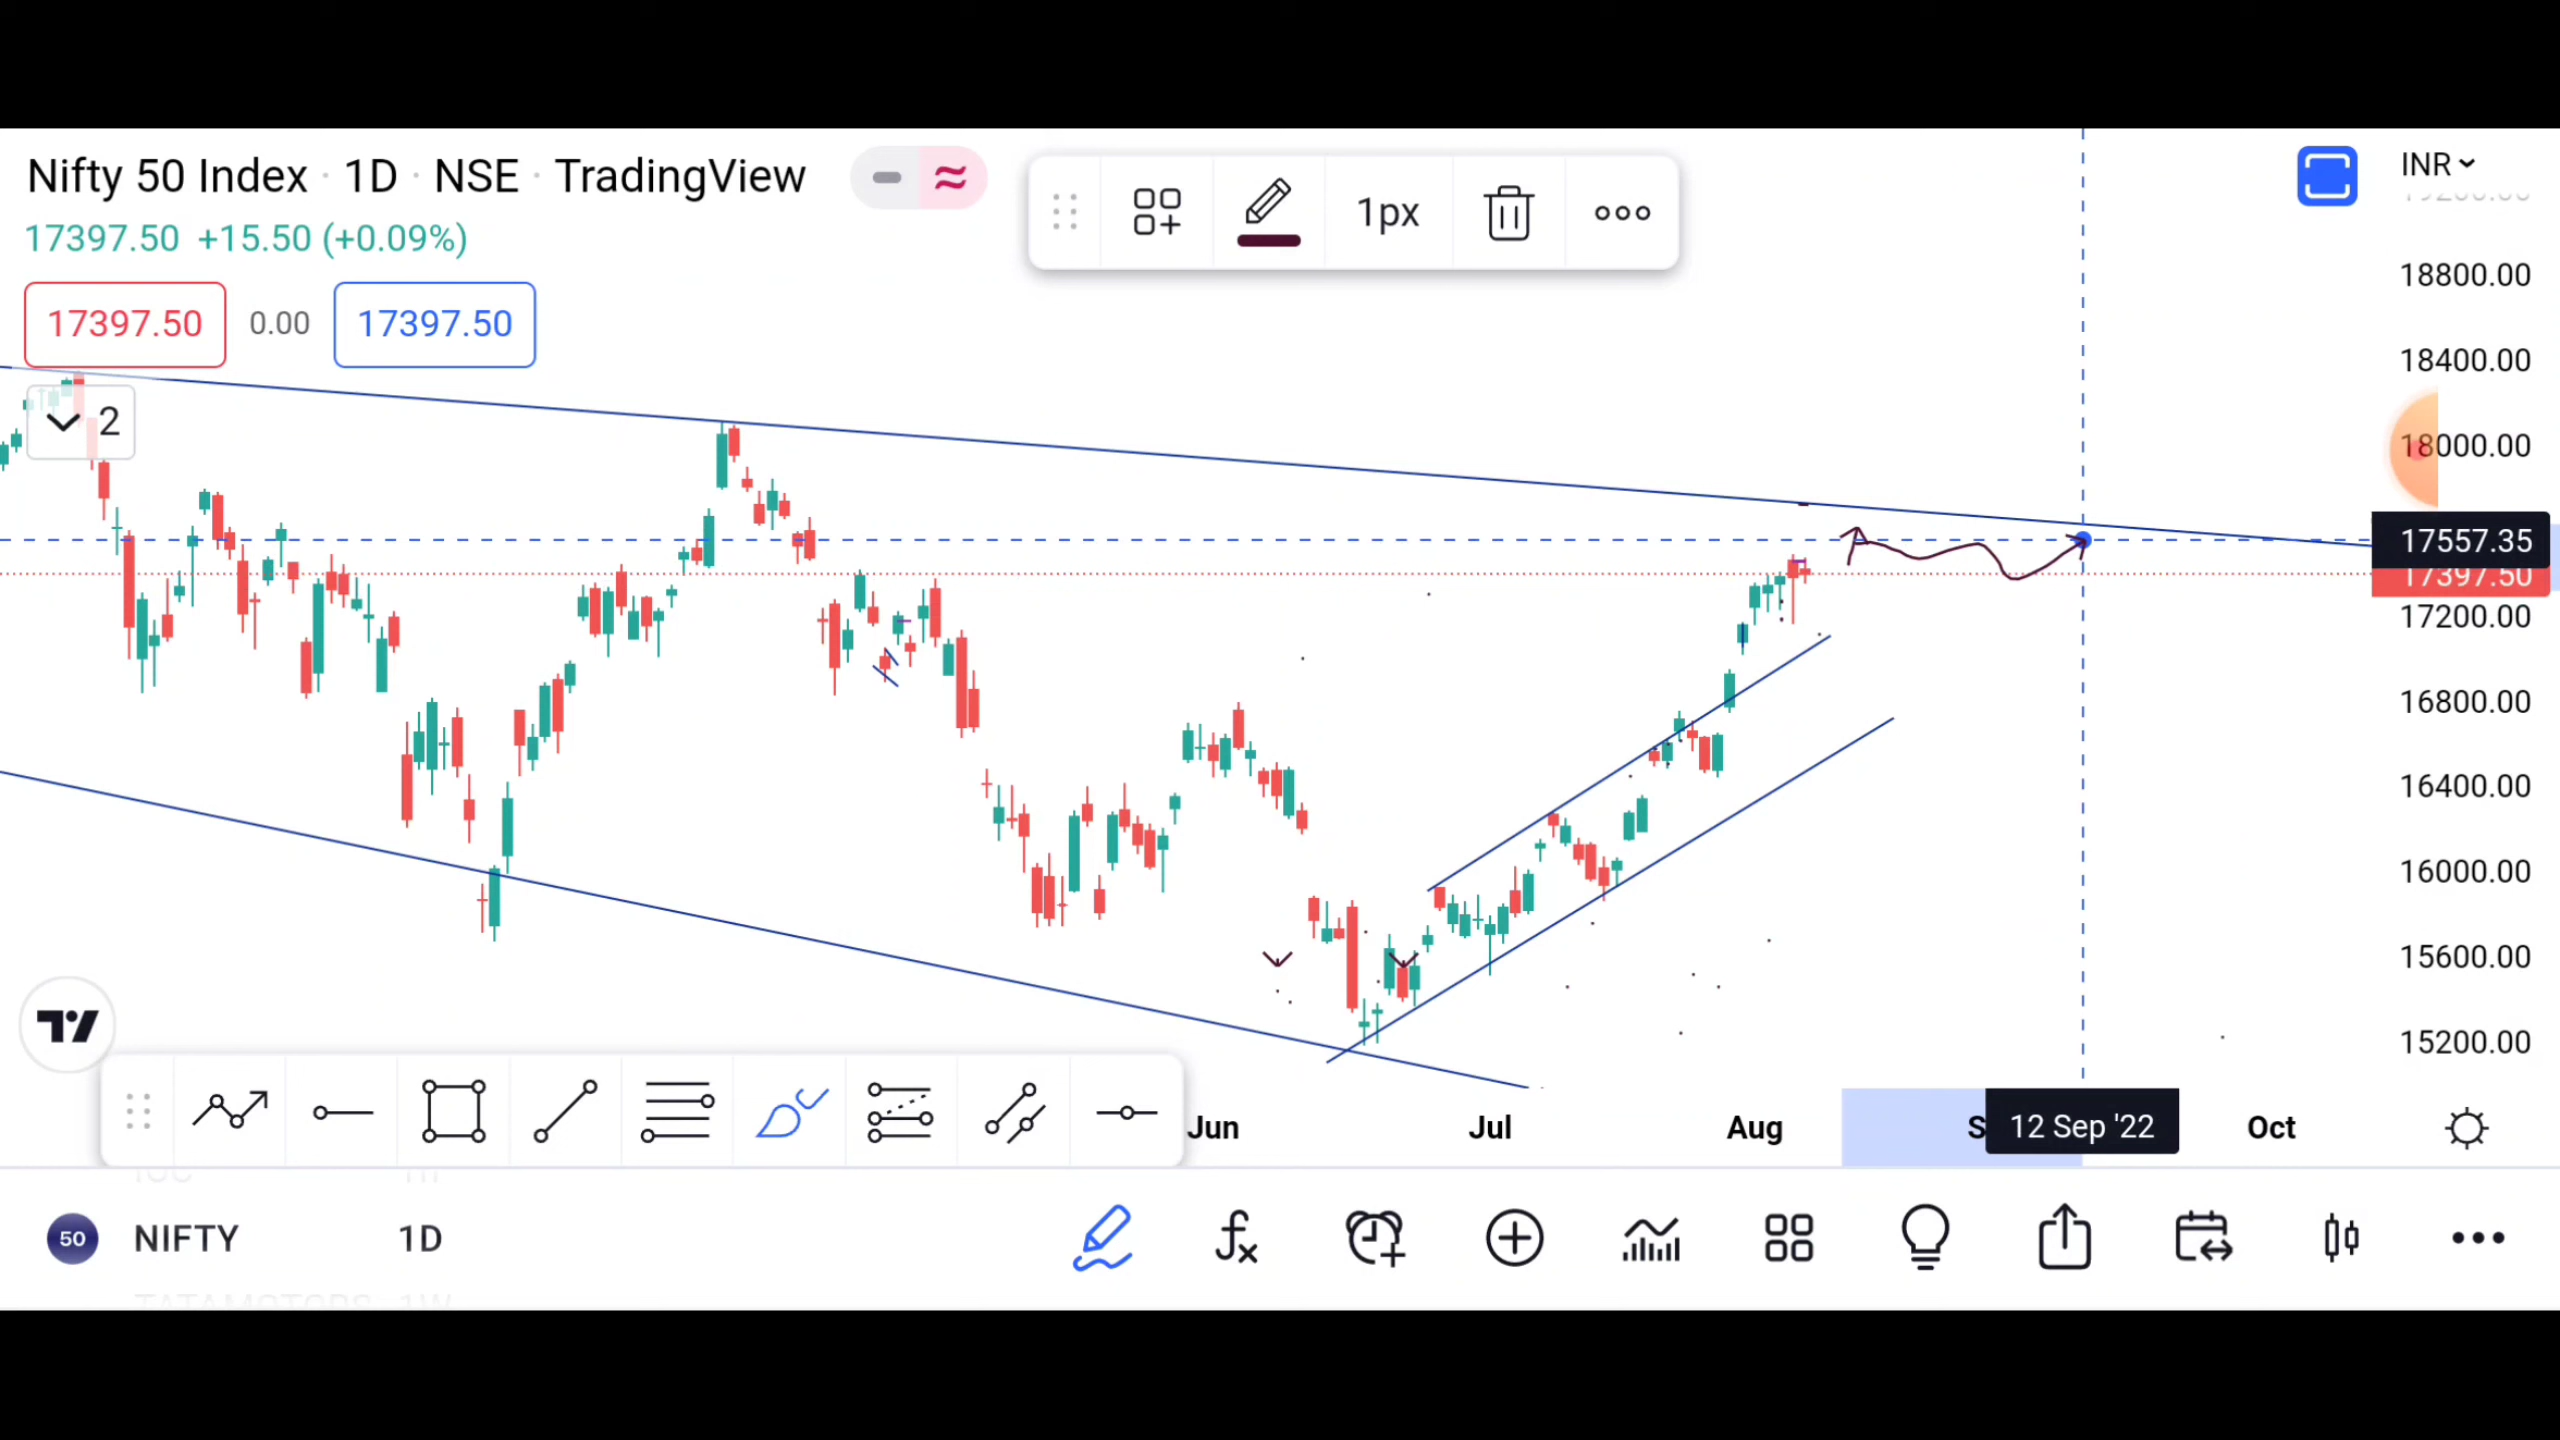 Nifty 50 Index · 1D · NSE · TradingView
INR
17397.50 +15.50 (+0.09%)
17397.50 0.00 17397.50
2
18800.00
18400.00
18000.00
17557.35
17397.50
17200.00
16800.00
16400.00
16000.00
15600.00
15200.00
1px
Jun Jul Aug S 12 Sep '22 Oct
50 NIFTY 1D
TATAMOTORS 1W